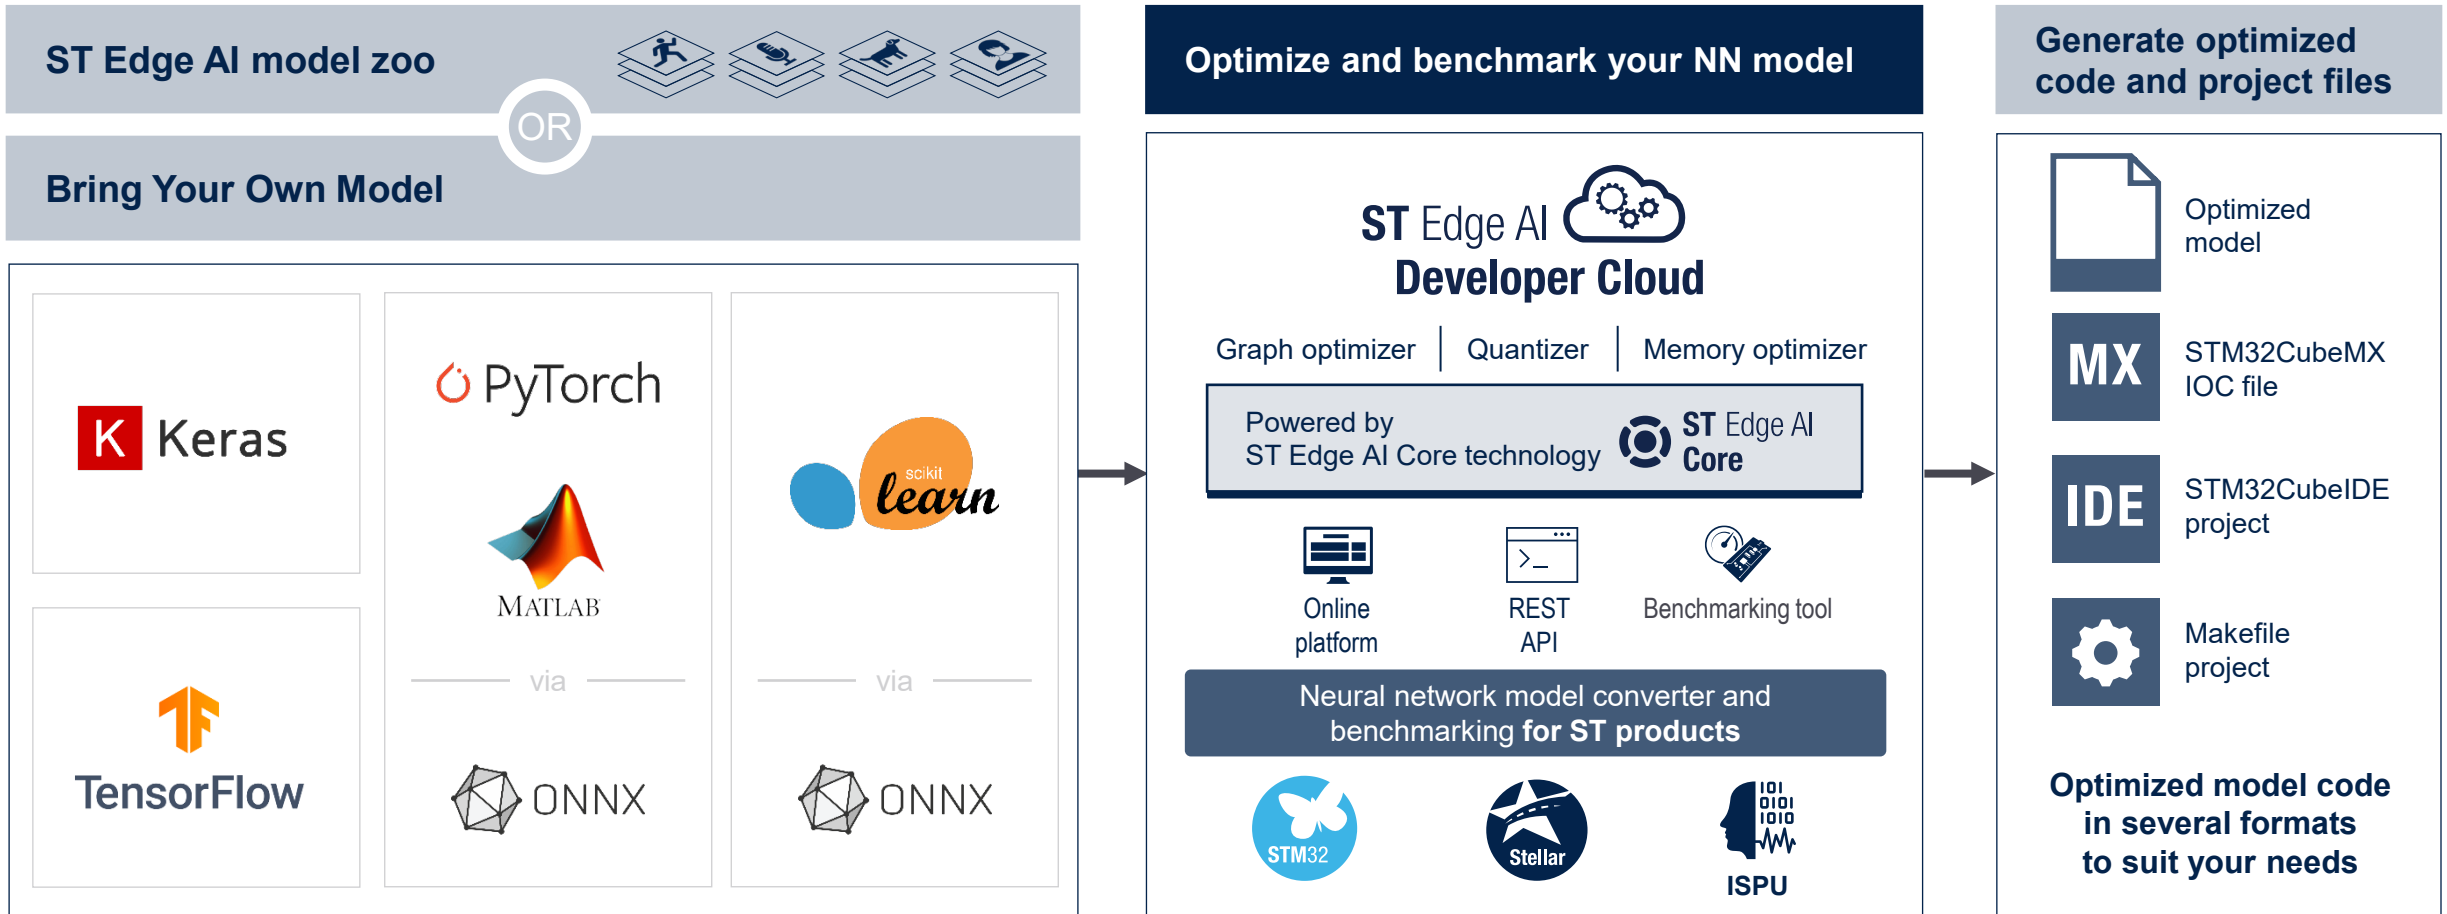 ST Edge AI model zoo
OR
Bring Your Own Model
K Keras
TensorFlow
PyTorch
MATLAB
via
ONNX
scikit
learn
via
ONNX
Optimize and benchmark your NN model
ST Edge AI
Developer Cloud
Graph optimizer
Quantizer
Memory optimizer
Powered by
ST Edge AI Core technology
ST Edge AI
Core
Online
platform
REST
API
Benchmarking tool
Neural network model converter and
benchmarking for ST products
STM32
Stellar
101
0101
1010
ISPU
Generate optimized
code and project files
Optimized
model
MX
STM32CubeMX
IOC file
IDE
STM32CubeIDE
project
Makefile
project
Optimized model code
in several formats
to suit your needs